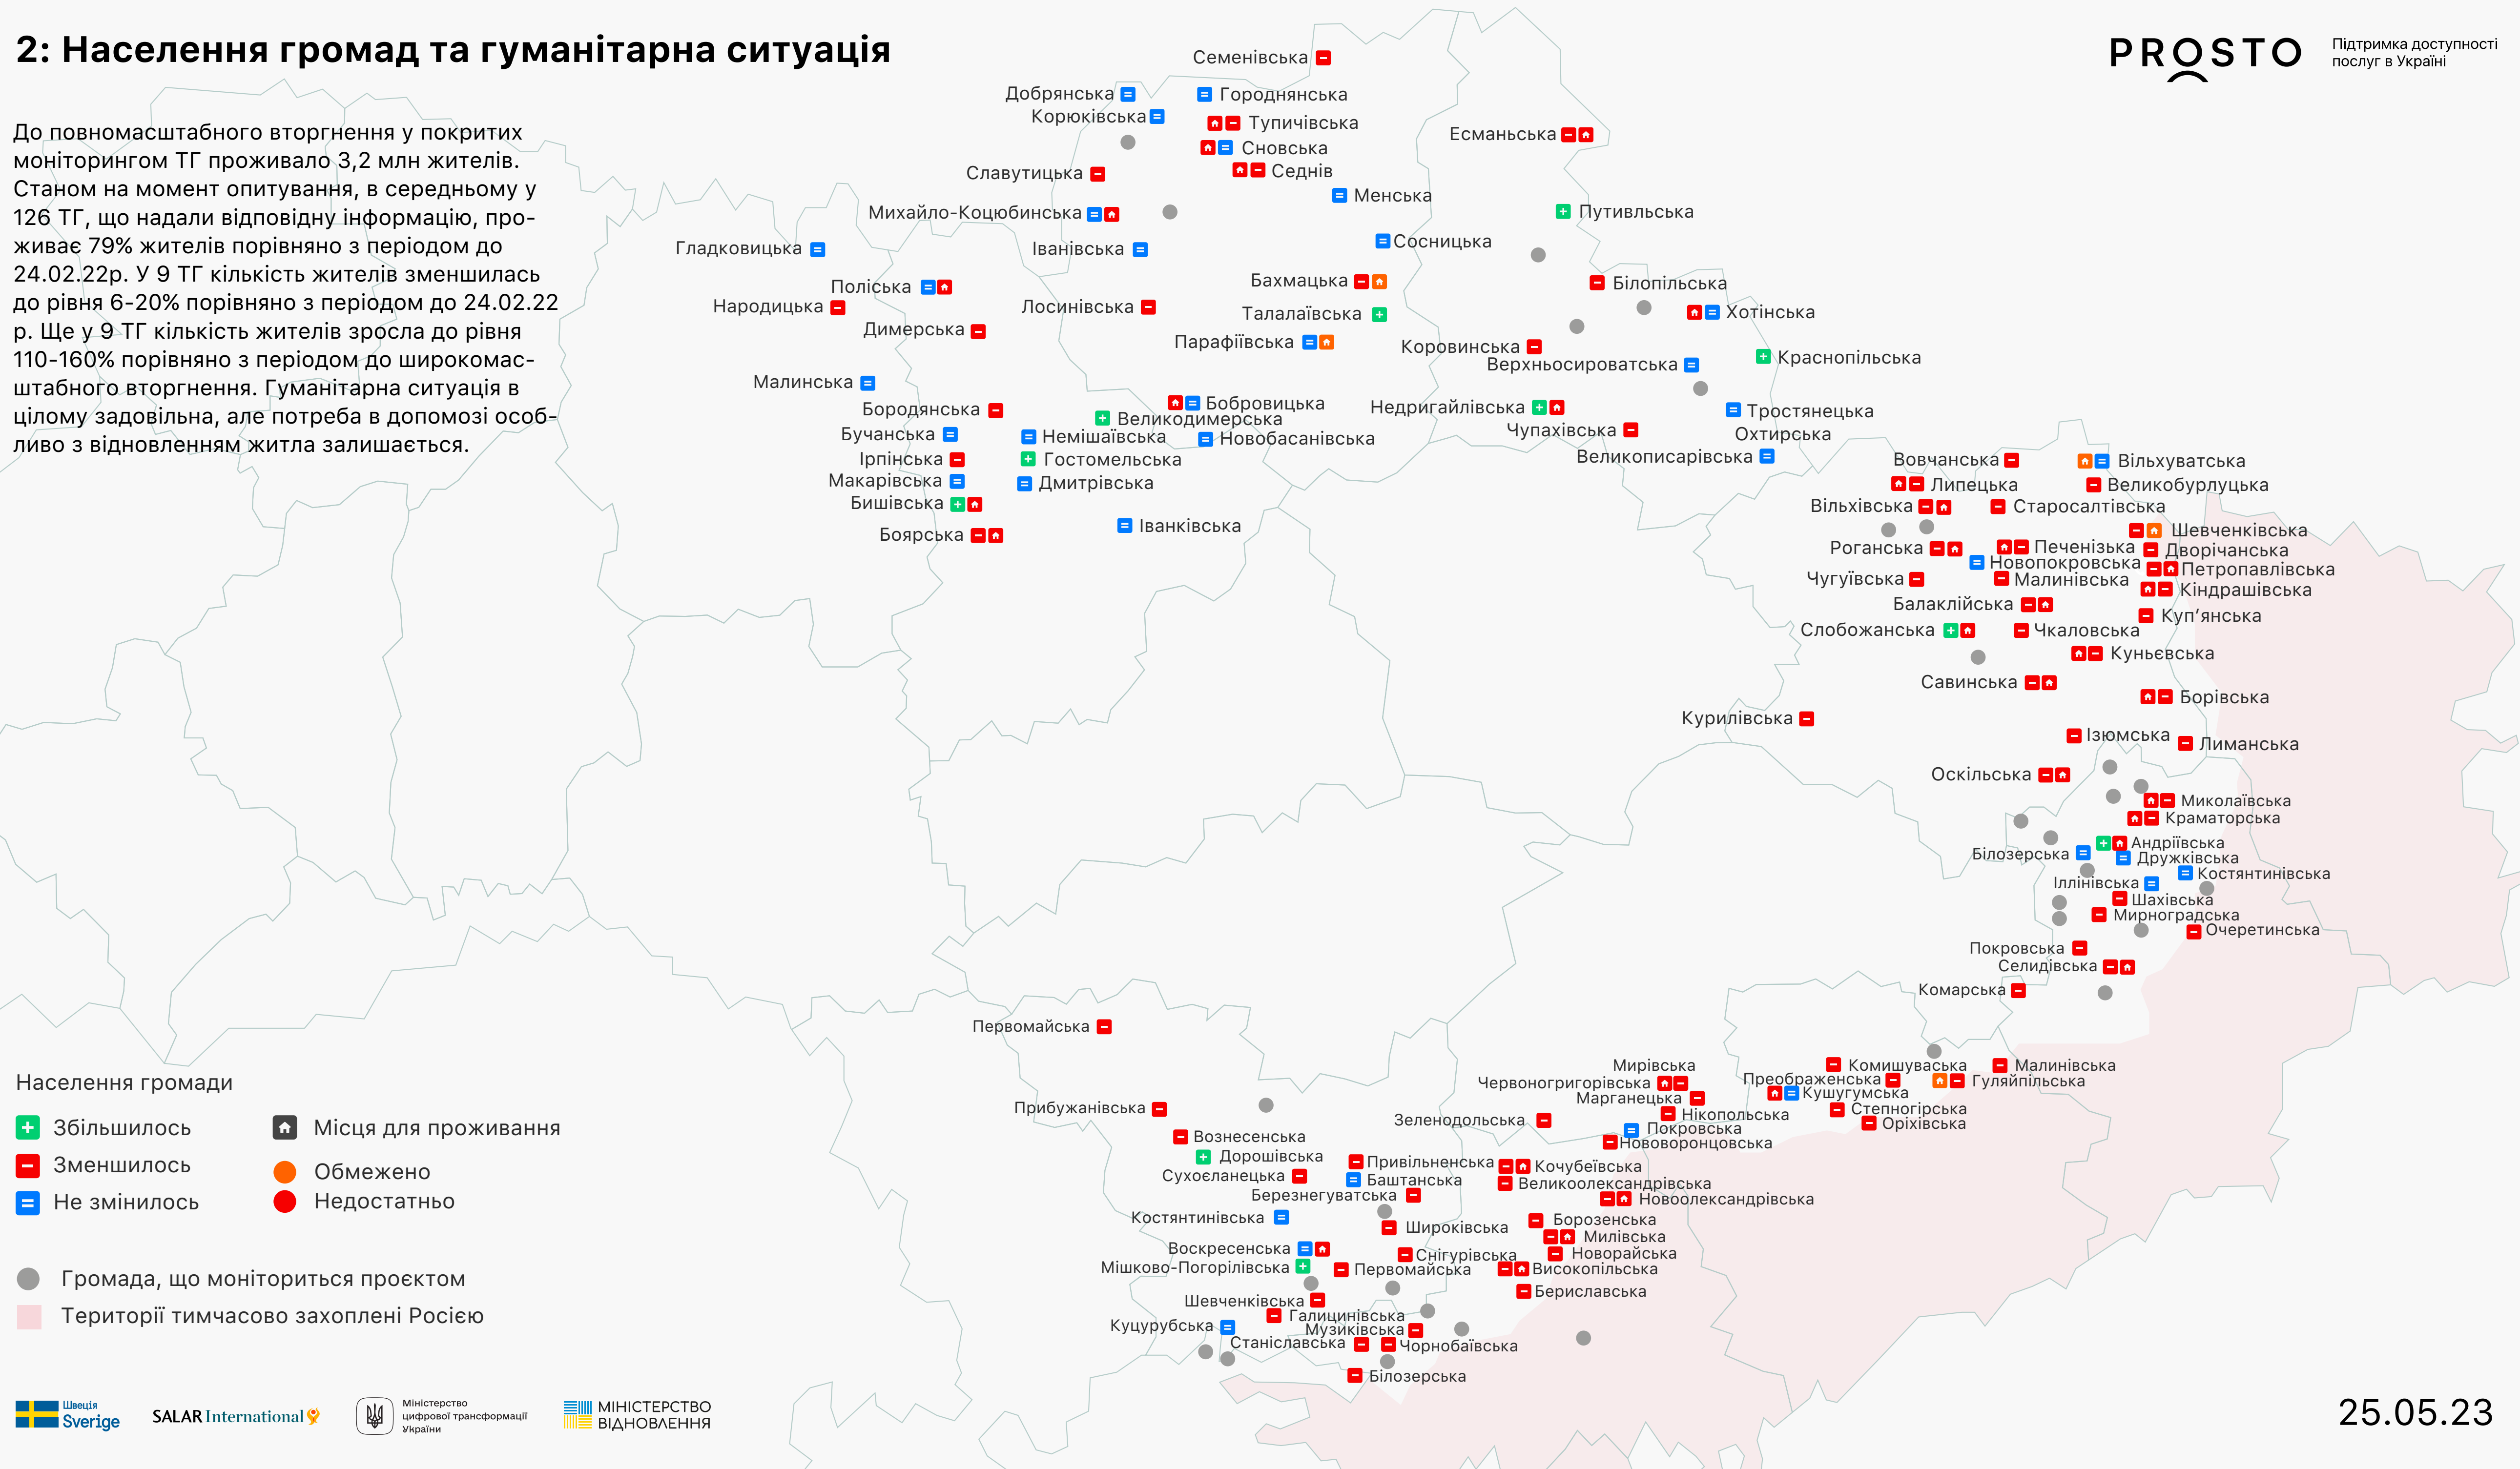 2: Населення громад та гуманітарна ситуація
PROSTO
Підтримка доступності
послуг в Україні
До повномасштабного вторгнення у покритих
моніторингом ТГ проживало 3,2 млн жителів.
Станом на момент опитування, в середньому у
126 ТГ, що надали відповідну інформацію, про-
живає 79% жителів порівняно з періодом до
24.02.22р. У 9 ТГ кількість жителів зменшилась
до рівня 6-20% порівняно з періодом до 24.02.22
р. Ще у 9 ТГ кількість жителів зросла до рівня
110-160% порівняно з періодом до широкомас-
штабного вторгнення. Гуманітарна ситуація в
цілому задовільна, але потреба в допомозі особ-
ливо з відновленням житла залишається.
Семенівська
Добрянська
Городнянська
Корюківська
Тупичівська
Есманьська
Сновська
Седнів
Славутицька
Менська
Михайло-Коцюбинська
Путивльська
Сосницька
Гладковицька
Іванівська
Бахмацька
Білопільська
Поліська
Народицька
Лосинівська
Талалаївська
Хотінська
Димерська
Парафіївська
Коровинська
Краснопільська
Верхньосироватська
Малинська
Бородянська
Бобровицька
Недригайлівська
Тростянецька
Великодимерська
Бучанська
Немішаївська
Новобасанівська
Чупахівська
Охтирська
Ірпінська
Гостомельська
Великописарівська
Макарівська
Дмитрівська
Бишівська
Іванківська
Боярська
Вовчанська
Вільхуватська
Липецька
Великобурлуцька
Вільхівська
Старосалтівська
Шевченківська
Роганська
Печенізька
Дворічанська
Новопокровська
Петропавлівська
Чугуївська
Малинівська
Кіндрашівська
Балаклійська
Куп’янська
Слобожанська
Чкаловська
Куньєвська
Савинська
Борівська
Курилівська
Ізюмська
Лиманська
Оскільська
Миколаївська
Краматорська
Андріївська
Білозерська
Дружківська
Костянтинівська
Іллінівська
Шахівська
Мирноградська
Очеретинська
Покровська
Селидівська
Комарська
Первомайська
Мирівська
Комишуваська
Малинівська
Червоногригорівська
Преображенська
Гуляйпільська
Марганецька
Кушугумська
Прибужанівська
Нікопольська
Степногірська
Зеленодольська
Покровська
Оріхівська
Вознесенська
Нововоронцовська
Дорошівська
Привільненська
Кочубеївська
Сухоєланецька
Баштанська
Великоолександрівська
Березнегуватська
Новоолександрівська
Костянтинівська
Широківська
Борозенська
Милівська
Воскресенська
Снігурівська
Новорайська
Мішково-Погорілівська
Первомайська
Високопільська
Бериславська
Шевченківська
Галицинівська
Куцурубська
Музиківська
Станіславська
Чорнобаївська
Білозерська
Населення громади
Збільшилось
Місця для проживання
Зменшилось
Обмежено
Не змінилось
Недостатньо
Громада, що моніториться проєктом
Території тимчасово захоплені Росією
Швеція
Sverige
SALAR International
Міністерство
цифрової трансформації
України
МІНІСТЕРСТВО
ВІДНОВЛЕННЯ
25.05.23